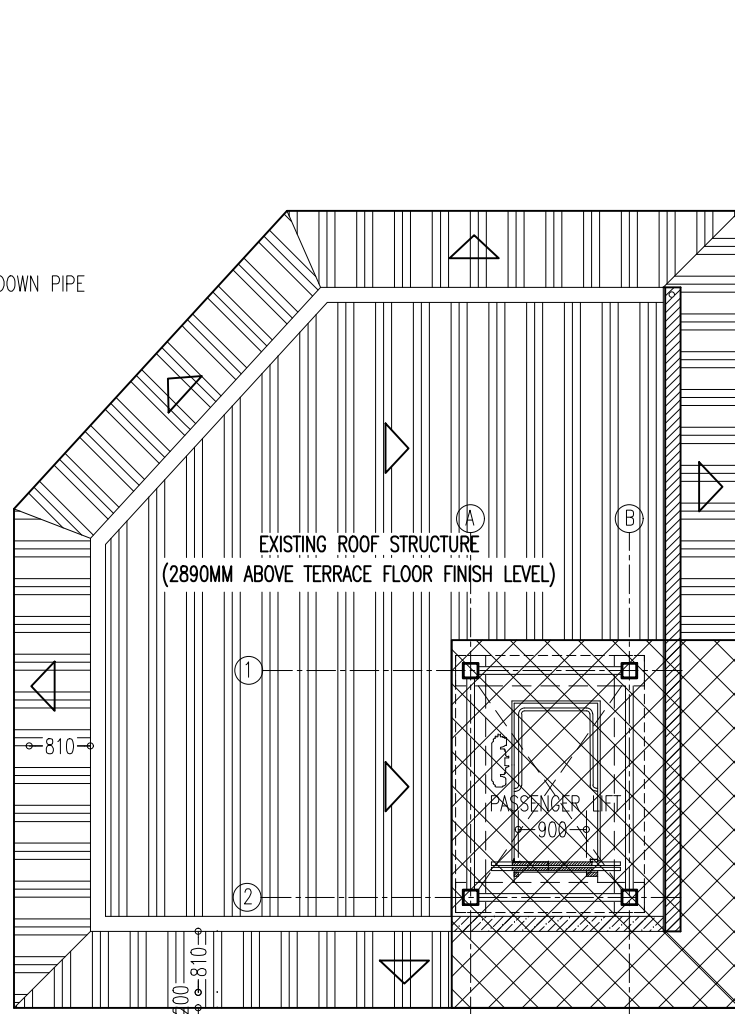 DOWN PIPE
A
B
EXISTING ROOF STRUCTURE
(2890MM ABOVE TERRACE FLOOR FINISH LEVEL)
1
810
PASSENGER LIFT
900
2
810